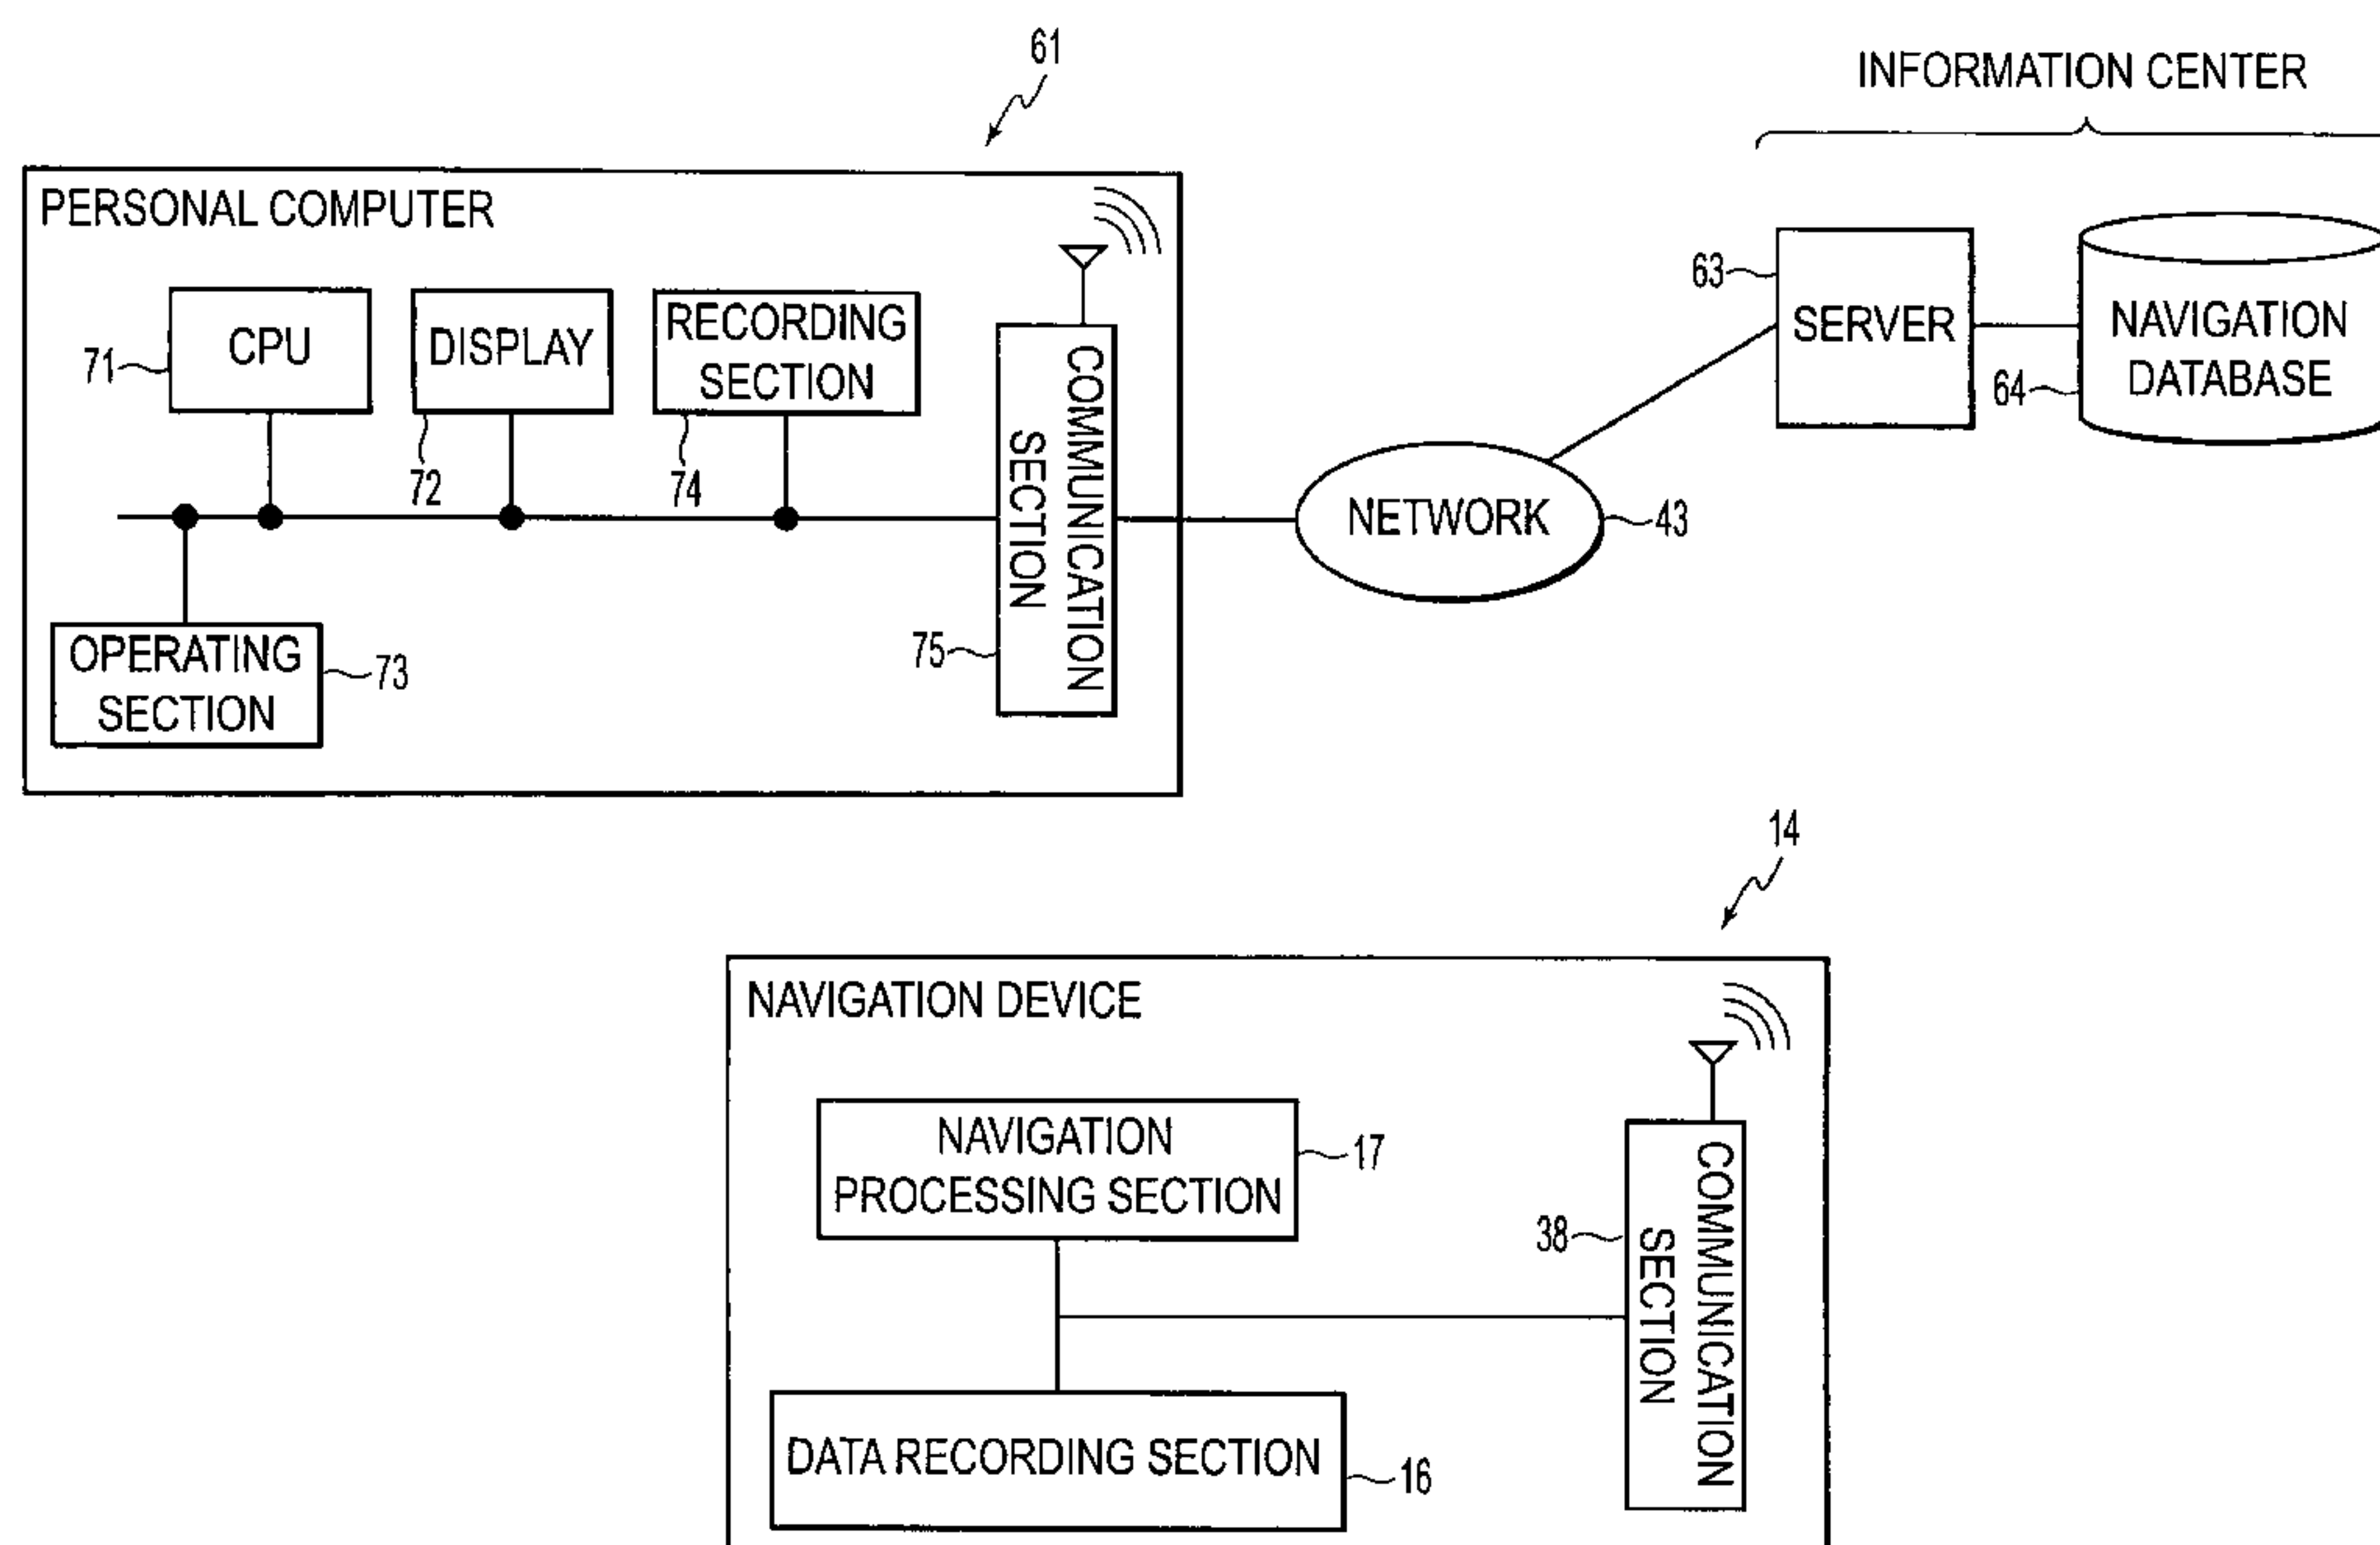 61
INFORMATION CENTER
PERSONAL COMPUTER
CPU
71
DISPLAY
72
RECORDING
SECTION
74
COMMUNICATION
SECTION
75
OPERATING
SECTION
73
NETWORK
43
63
SERVER
64
NAVIGATION
DATABASE
14
NAVIGATION DEVICE
NAVIGATION
PROCESSING SECTION
17
38
COMMUNICATION
SECTION
DATA RECORDING SECTION
16